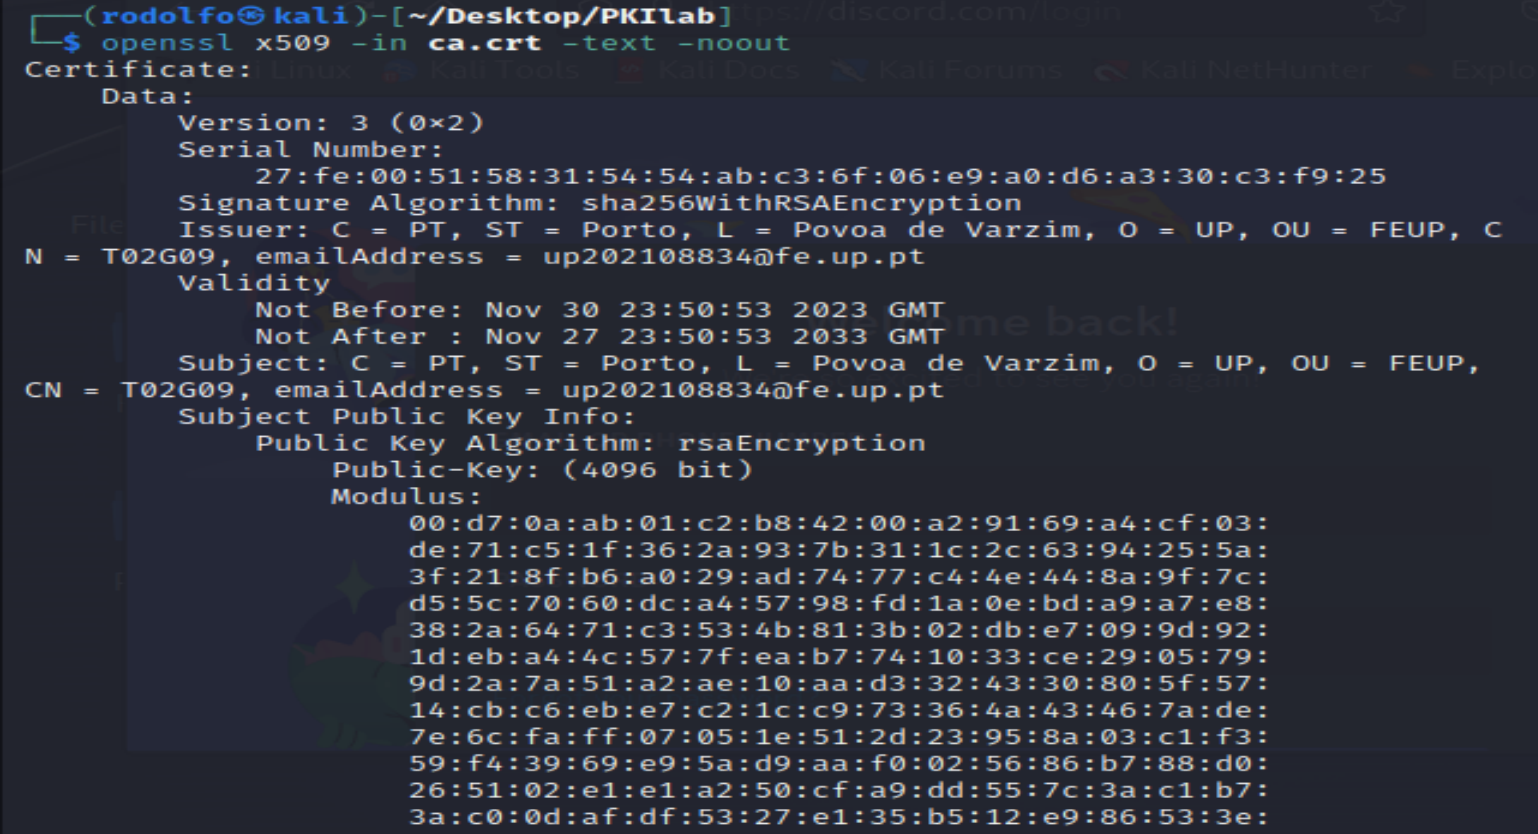 ┌──(rodolfo㉿kali)-[~/Desktop/PKIlab]
└─$ openssl x509 -in ca.crt -text -noout
Certificate:
    Data:
        Version: 3 (0×2)
        Serial Number:
            27:fe:00:51:58:31:54:54:ab:c3:6f:06:e9:a0:d6:a3:30:c3:f9:25
        Signature Algorithm: sha256WithRSAEncryption
        Issuer: C = PT, ST = Porto, L = Povoa de Varzim, O = UP, OU = FEUP, C
N = T02G09, emailAddress = up202108834@fe.up.pt
        Validity
            Not Before: Nov 30 23:50:53 2023 GMT
            Not After : Nov 27 23:50:53 2033 GMT
        Subject: C = PT, ST = Porto, L = Povoa de Varzim, O = UP, OU = FEUP,
CN = T02G09, emailAddress = up202108834@fe.up.pt
        Subject Public Key Info:
            Public Key Algorithm: rsaEncryption
                Public-Key: (4096 bit)
                Modulus:
                    00:d7:0a:ab:01:c2:b8:42:00:a2:91:69:a4:cf:03:
                    de:71:c5:1f:36:2a:93:7b:31:1c:2c:63:94:25:5a:
                    3f:21:8f:b6:a0:29:ad:74:77:c4:4e:44:8a:9f:7c:
                    d5:5c:70:60:dc:a4:57:98:fd:1a:0e:bd:a9:a7:e8:
                    38:2a:64:71:c3:53:4b:81:3b:02:db:e7:09:9d:92:
                    1d:eb:a4:4c:57:7f:ea:b7:74:10:33:ce:29:05:79:
                    9d:2a:7a:51:a2:ae:10:aa:d3:32:43:30:80:5f:57:
                    14:cb:c6:eb:e7:c2:1c:c9:73:36:4a:43:46:7a:de:
                    7e:6c:fa:ff:07:05:1e:51:2d:23:95:8a:03:c1:f3:
                    59:f4:39:69:e9:5a:d9:aa:f0:02:56:86:b7:88:d0:
                    26:51:02:e1:e1:a2:50:cf:a9:dd:55:7c:3a:c1:b7:
                    3a:c0:0d:af:df:53:27:e1:35:b5:12:e9:86:53:3e: